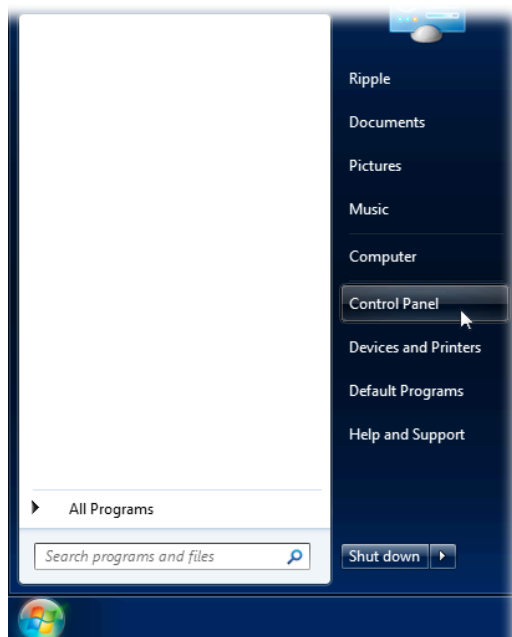 Ripple
Documents
Pictures
Music
Computer
Control Panel
Devices and Printers
Default Programs
Help and Support
All Programs
Search programs and files
Shut down